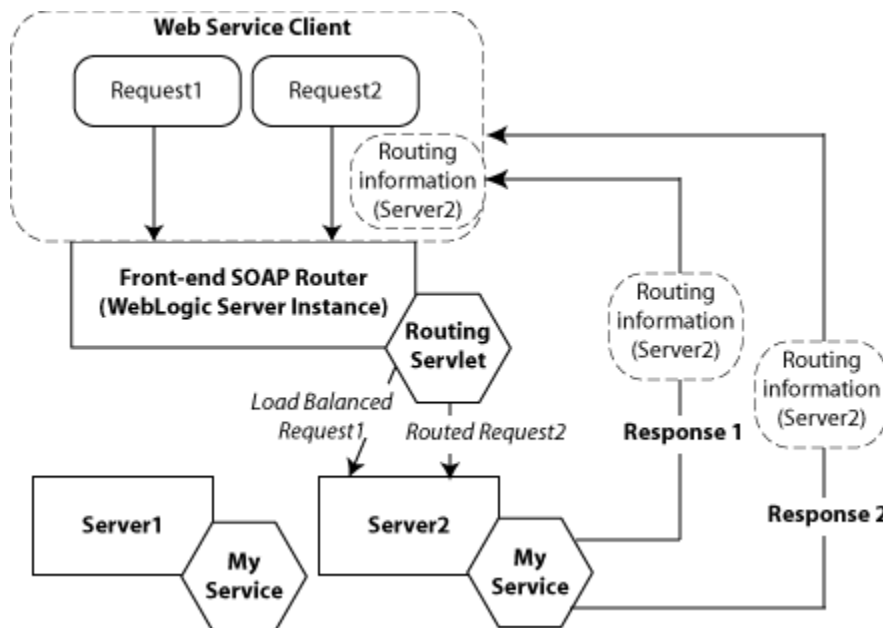 Web Service Client
Request1
Request2
Routing
information
(Server2)
Front-end SOAP Router
(WebLogic Server Instance)
Routing
Servlet
Load Balanced
Request1
Routed Request2
Routing
information
(Server2)
Response 1
Routing
information
(Server2)
Response 2
Server1
My
Service
Server2
My
Service